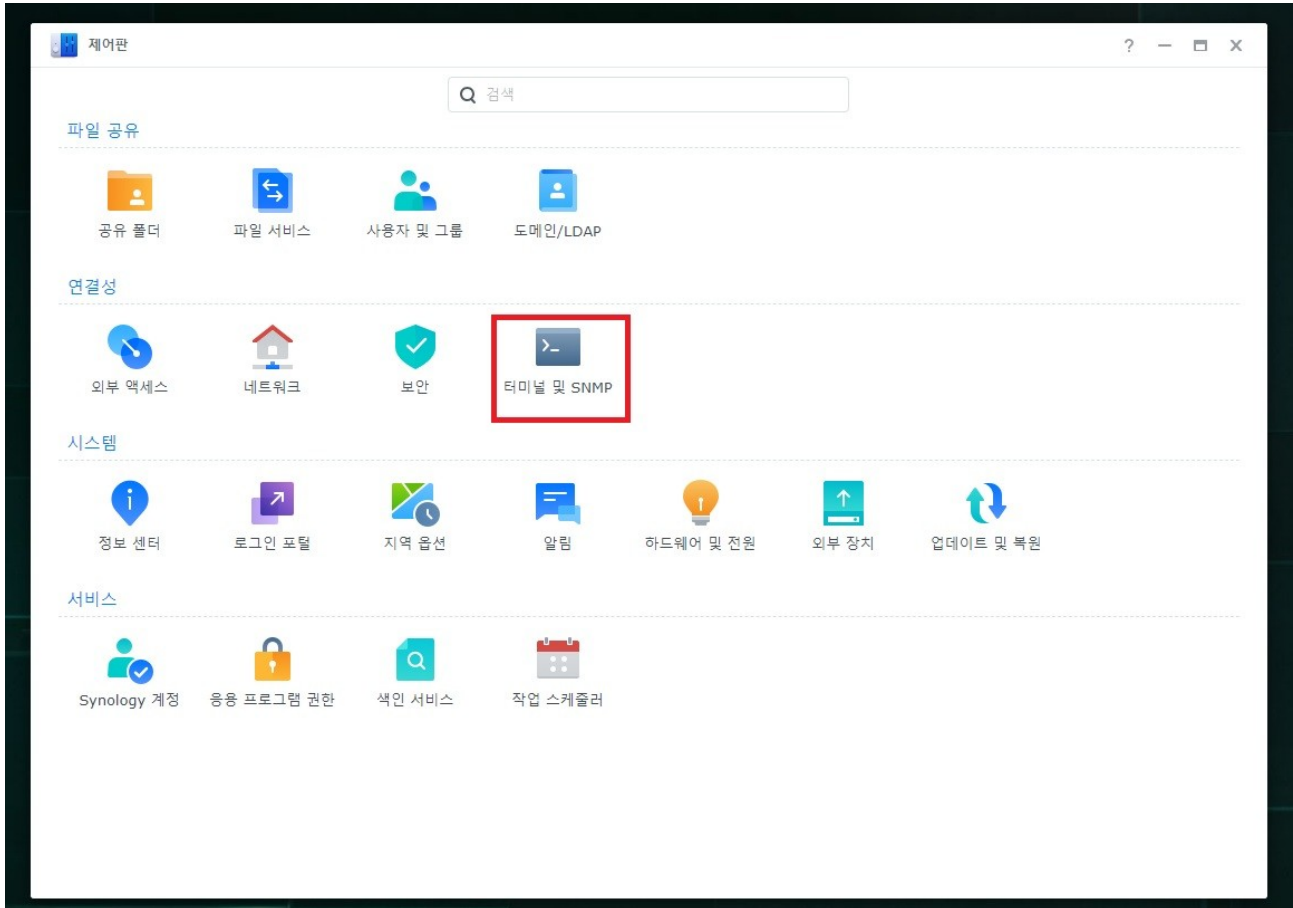 제어판
검색
파일 공유
공유 폴더 파일 서비스 사용자 및 그룹 도메인/LDAP
연결성
외부 액세스 네트워크 보안 터미널 및 SNMP
시스템
정보 센터 로그인 포털 지역 옵션 알림 하드웨어 및 전원 외부 장치 업데이트 및 복원
서비스
Synology 계정 응용 프로그램 권한 색인 서비스 작업 스케줄러